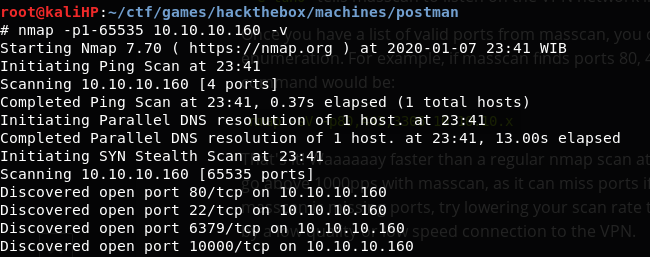 root@kaliHP:~/ctf/games/hackthebox/machines/postman
# nmap -p1-65535 10.10.10.160 -v
Starting Nmap 7.70 ( https://nmap.org ) at 2020-01-07 23:41 WIB
Initiating Ping Scan at 23:41
Scanning 10.10.10.160 [4 ports]
Completed Ping Scan at 23:41, 0.37s elapsed (1 total hosts)
Initiating Parallel DNS resolution of 1 host. at 23:41
Completed Parallel DNS resolution of 1 host. at 23:41, 13.00s elapsed
Initiating SYN Stealth Scan at 23:41
Scanning 10.10.10.160 [65535 ports]
Discovered open port 80/tcp on 10.10.10.160
Discovered open port 22/tcp on 10.10.10.160
Discovered open port 6379/tcp on 10.10.10.160
Discovered open port 10000/tcp on 10.10.10.160